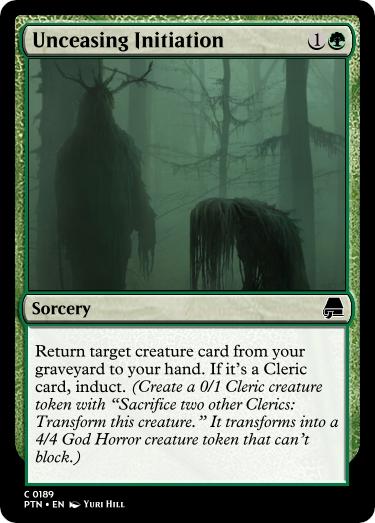 Unceasing Initiation 1
Sorcery
Return target creature card from your
graveyard to your hand. If it's a Cleric
card, induct. (Create a 0/1 Cleric creature
token with “Sacrifice two other Clerics:
Transform this creature.” It transforms into a
4/4 God Horror creature token that can't
block.)
C 0189
PTN • EN Yuri Hill